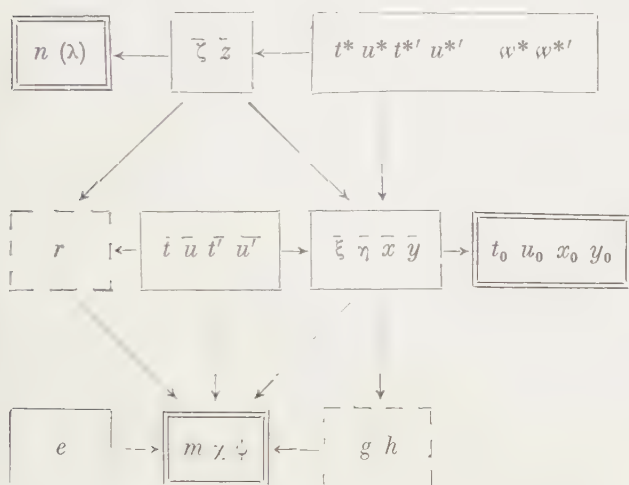 n (λ) ζ̄ z̄ t* u* t*′ u*′ w* w*′
r t̄ ū t̄′ ū′ ξ̄ η̄ x̄ ȳ t₀ u₀ x₀ y₀
e m χ ψ g h